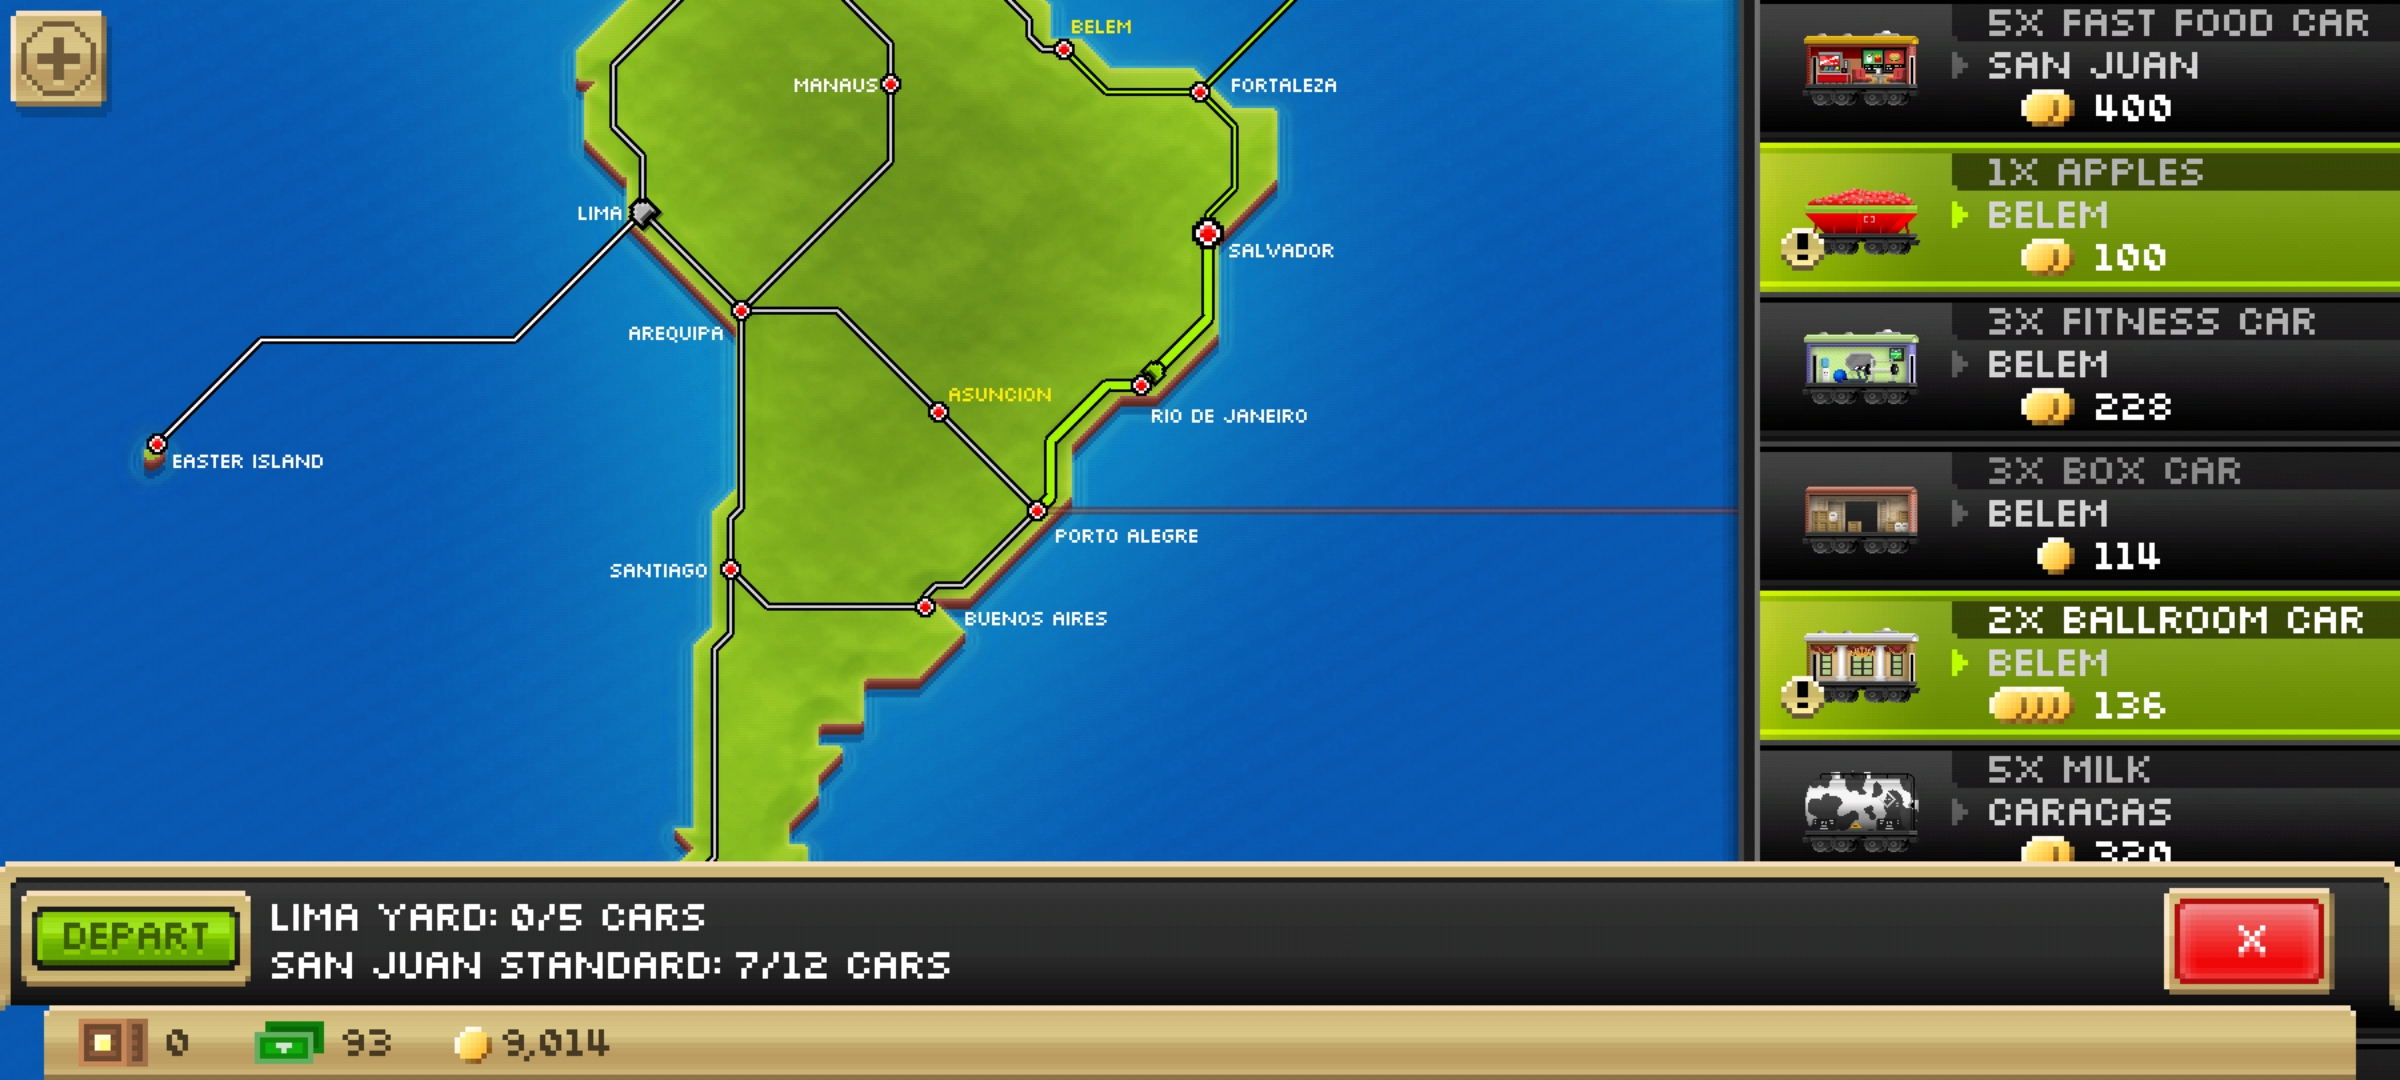 BELEM
MANAUS
FORTALEZA
LIMA
SALVADOR
AREQUIPA
ASUNCION
RIO DE JANEIRO
EASTER ISLAND
PORTO ALEGRE
SANTIAGO
BUENOS AIRES
5X FAST FOOD CAR
SAN JUAN
400
1X APPLES
BELEM
100
3X FITNESS CAR
BELEM
228
3X BOX CAR
BELEM
114
2X BALLROOM CAR
BELEM
136
5X MILK
CARACAS
320
DEPART
LIMA YARD: 0/5 CARS
SAN JUAN STANDARD: 7/12 CARS
X
0 93 9,014